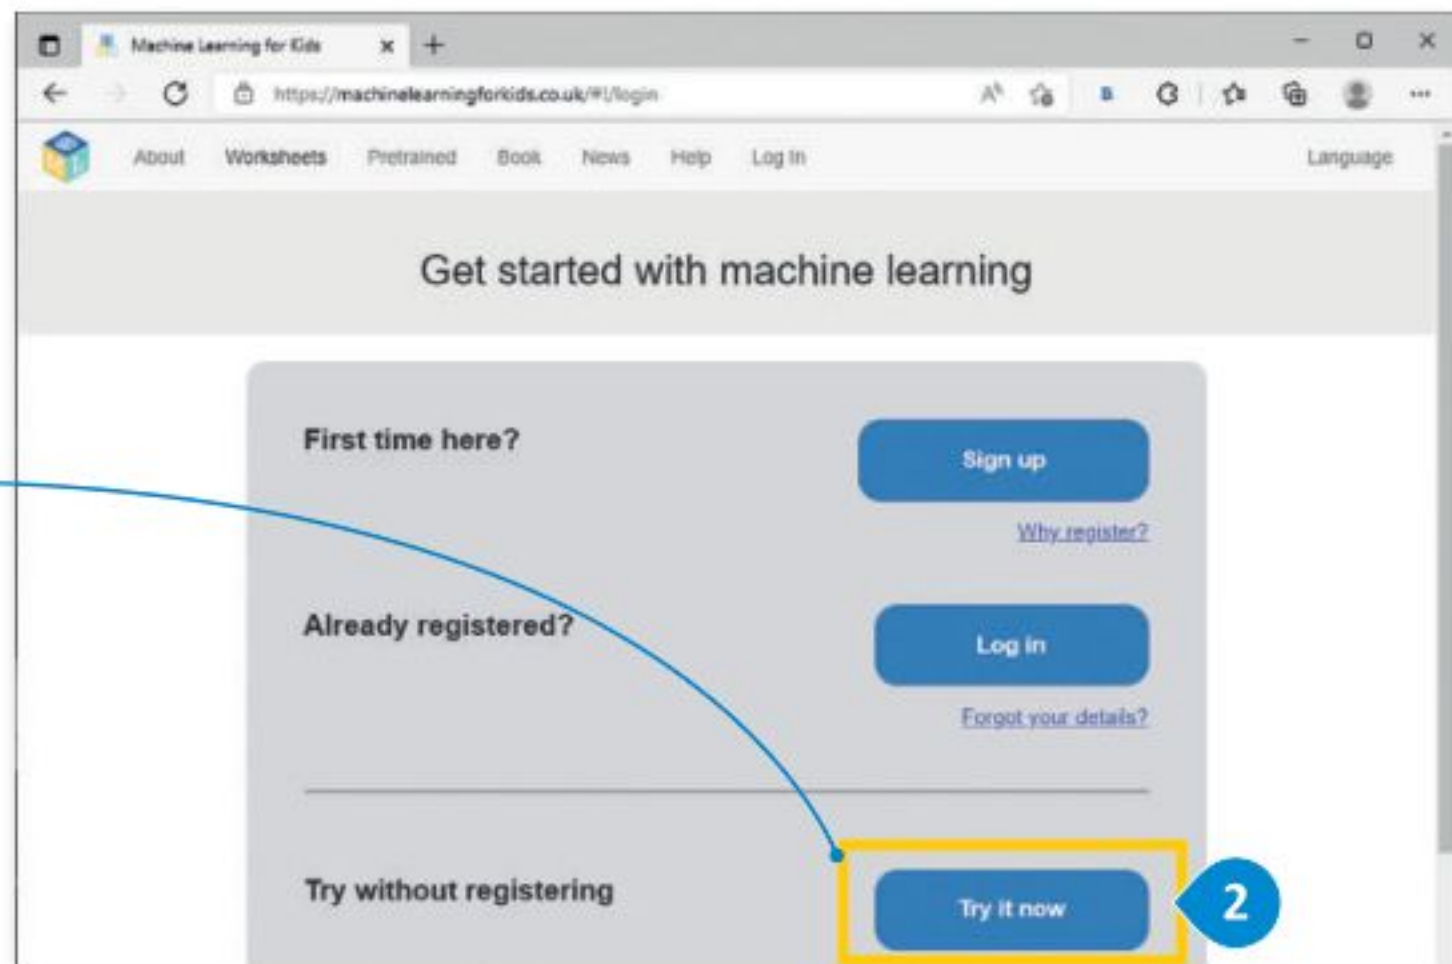 Machine Learning for Kids
https://machinelearningforkids.co.uk/#!/login
About Worksheets Pretrained Book News Help Log In Language
Get started with machine learning
First time here?
Sign up
Why register?
Already registered?
Log in
Forgot your details?
Try without registering
Try it now
2